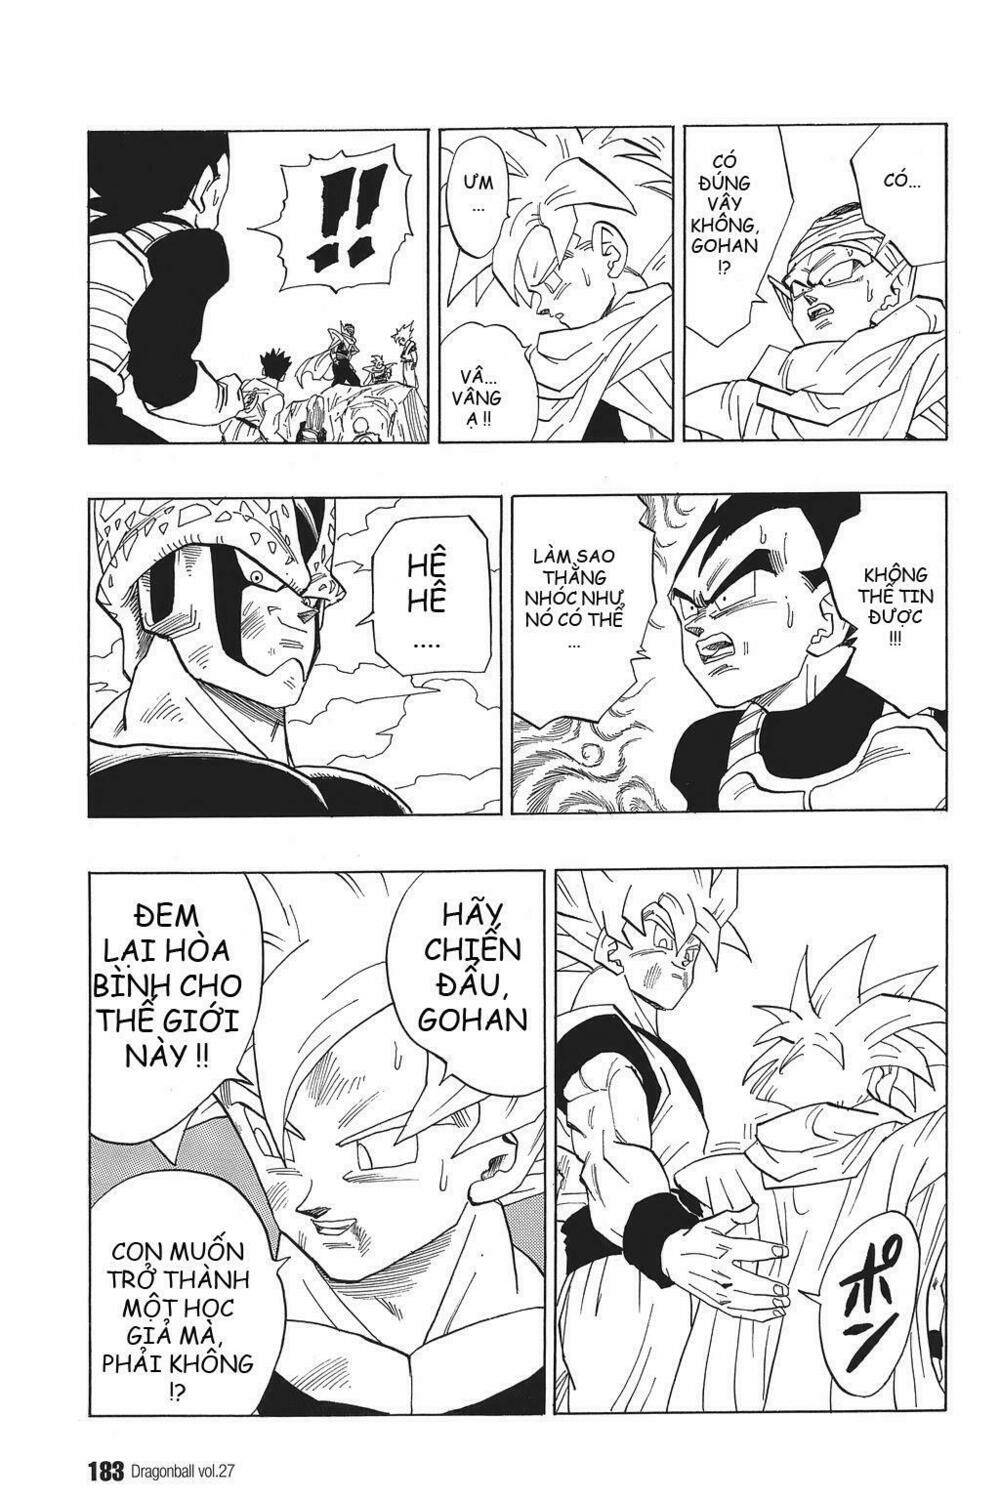 CÓ...
CÓ
ĐÚNG
VẬY
KHÔNG,
GOHAN
!?
ƯM
...
VÂ...
VÂNG
Ạ !!
!!
KHÔNG
THỂ TIN
ĐƯỢC
!!!
LÀM SAO
THẰNG
NHÓC NHƯ
NÓ CÓ THỂ
...
HÊ
HÊ
....
ポン
HÃY
CHIẾN
ĐẤU,
GOHAN
ĐEM
LẠI HÒA
BÌNH CHO
THẾ GIỚI
NÀY !!
CON MUỐN
TRỞ THÀNH
MỘT HỌC
GIẢ MÀ,
PHẢI KHÔNG
!?
183 Dragonball vol.27